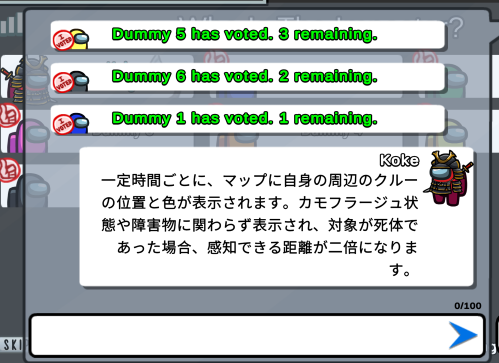 Dummy 5 has voted. 3 remaining.
I VOTED
Dummy 6 has voted. 2 remaining.
I VOTED
Dummy 1 has voted. 1 remaining.
I VOTED
Koke
一定時間ごとに、マップに自身の周辺のクルー
の位置と色が表示されます。カモフラージュ状
態や障害物に関わらず表示され、対象が死体で
あった場合、感知できる距離が二倍になりま
す。
0/100
SKI